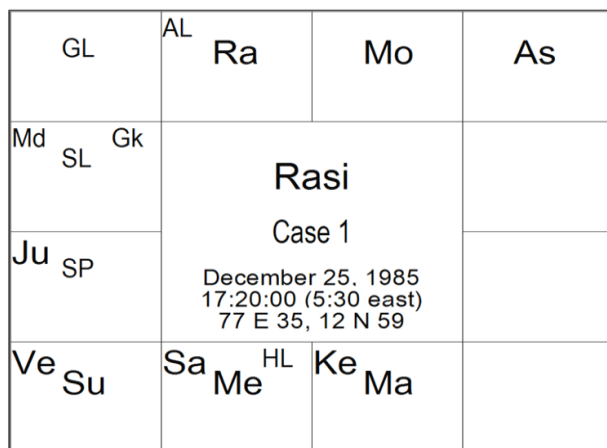 GL
AL
Ra
Mo
As
Md Gk
SL
Rasi
Case 1
December 25, 1985
17:20:00 (5:30 east)
77 E 35, 12 N 59
Ju SP
Ve Su
Sa Me HL
Ke Ma